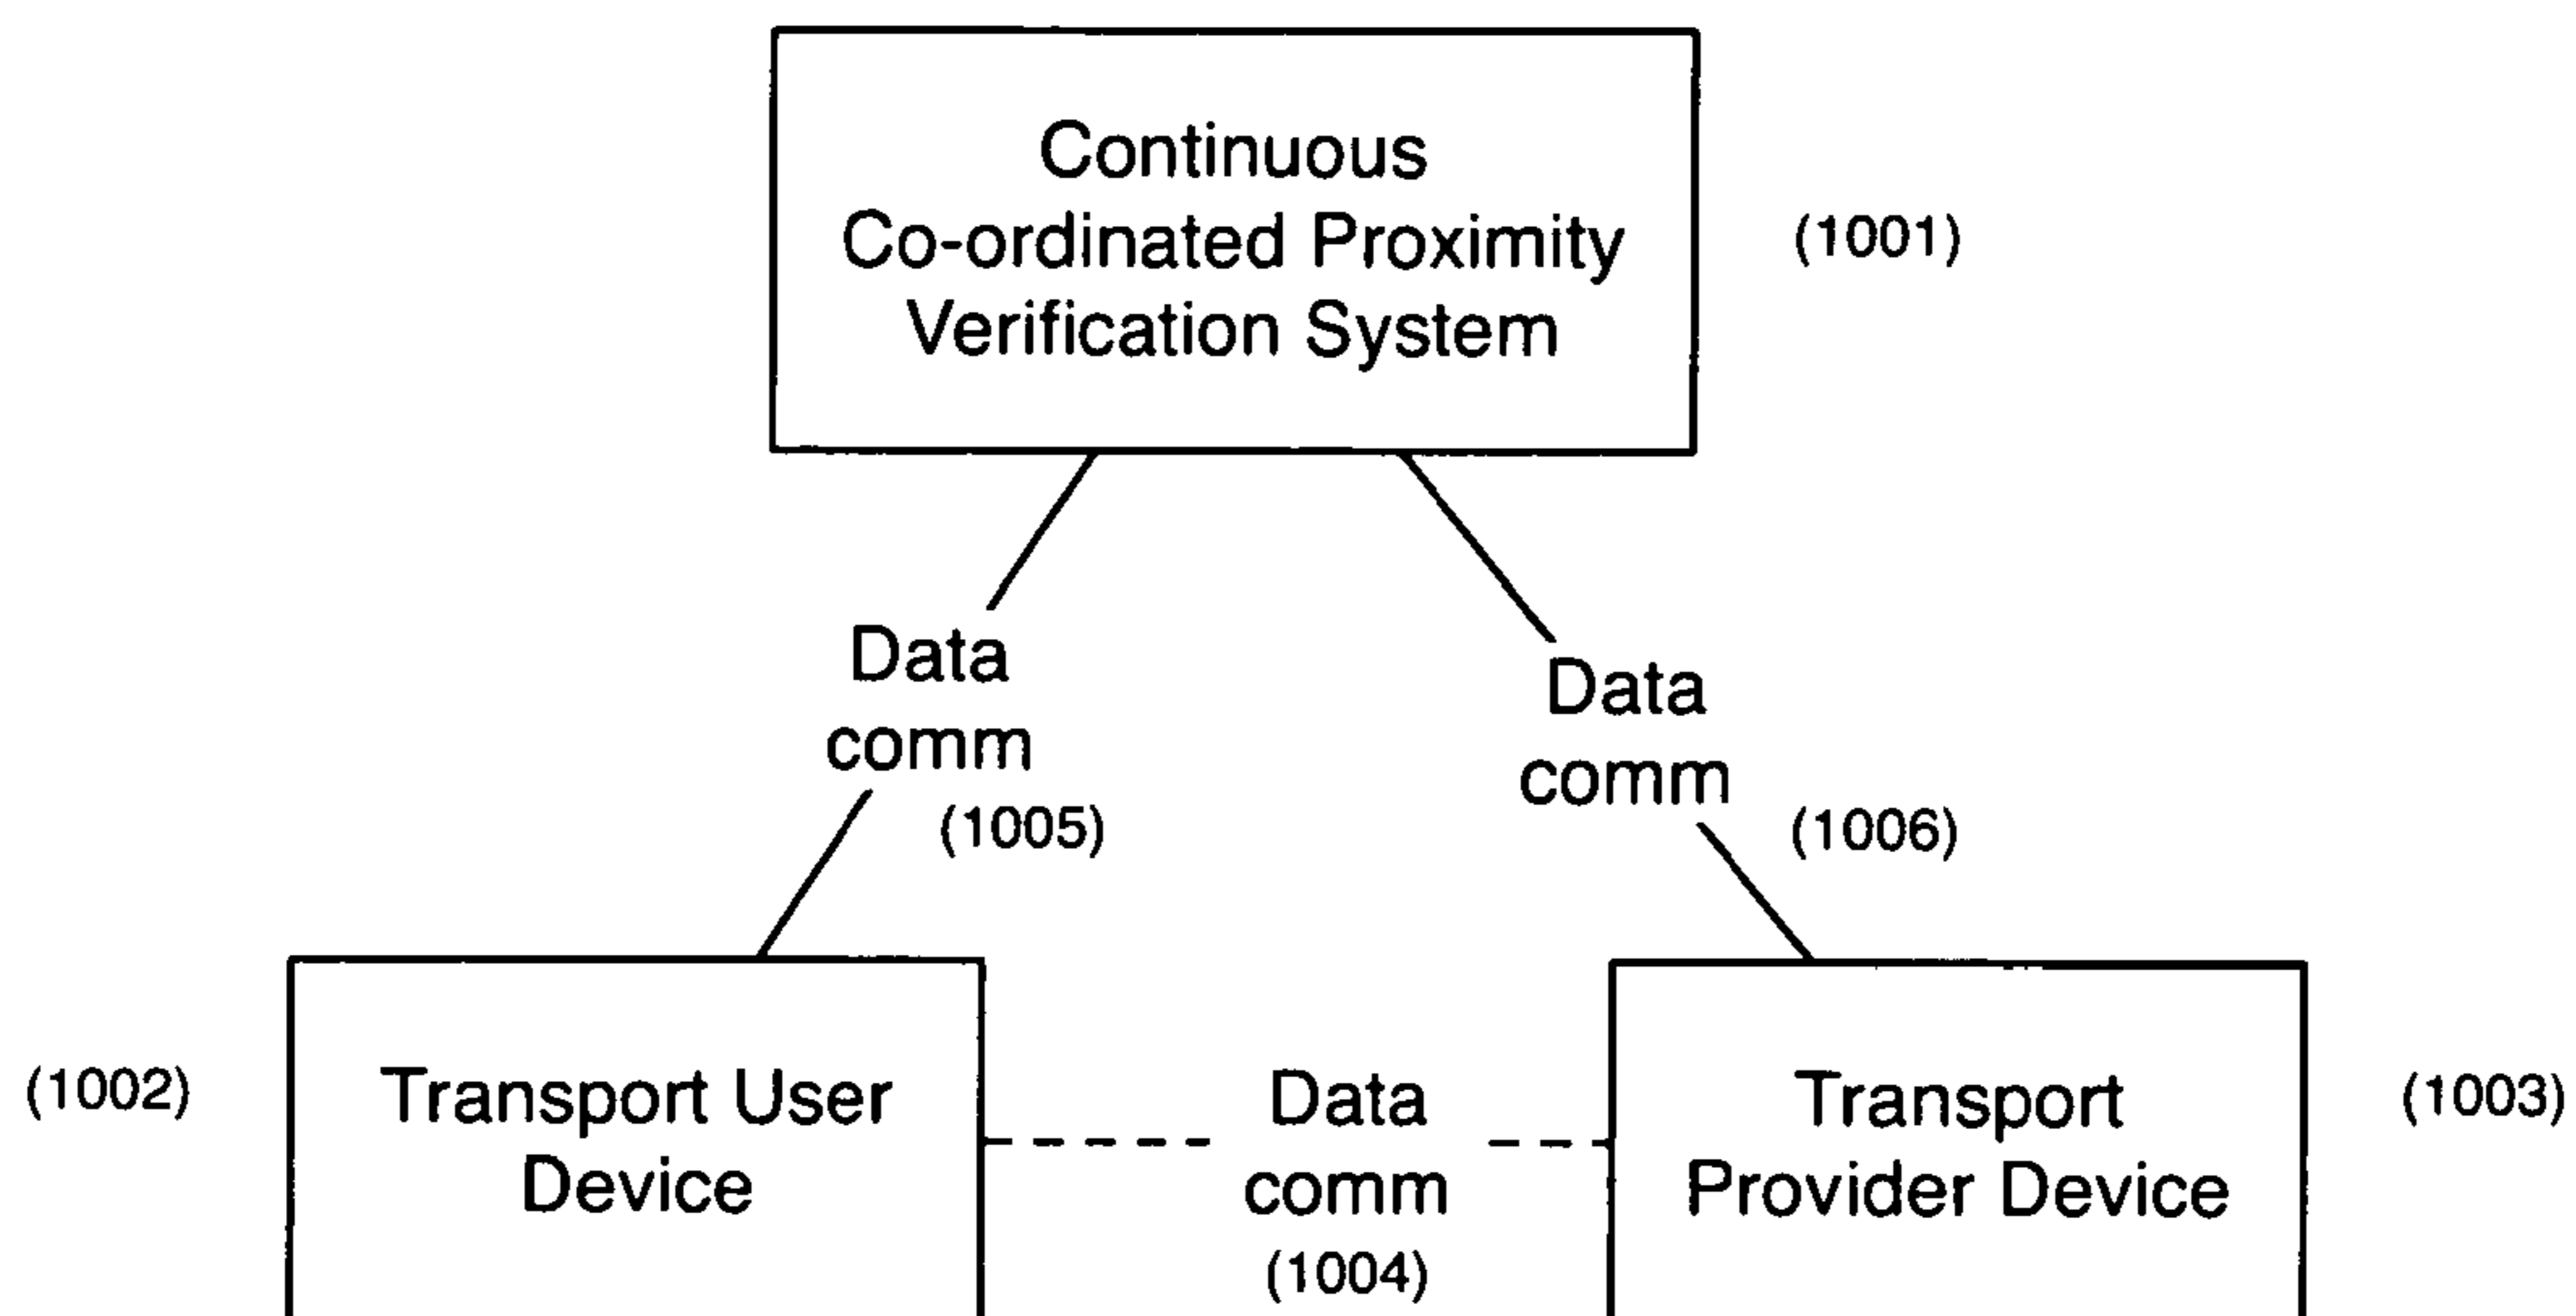 Continuous
Co-ordinated Proximity
Verification System
(1001)
Data
comm
(1005)
Data
comm
(1006)
(1002)
Transport User
Device
Data
comm
(1004)
Transport
Provider Device
(1003)